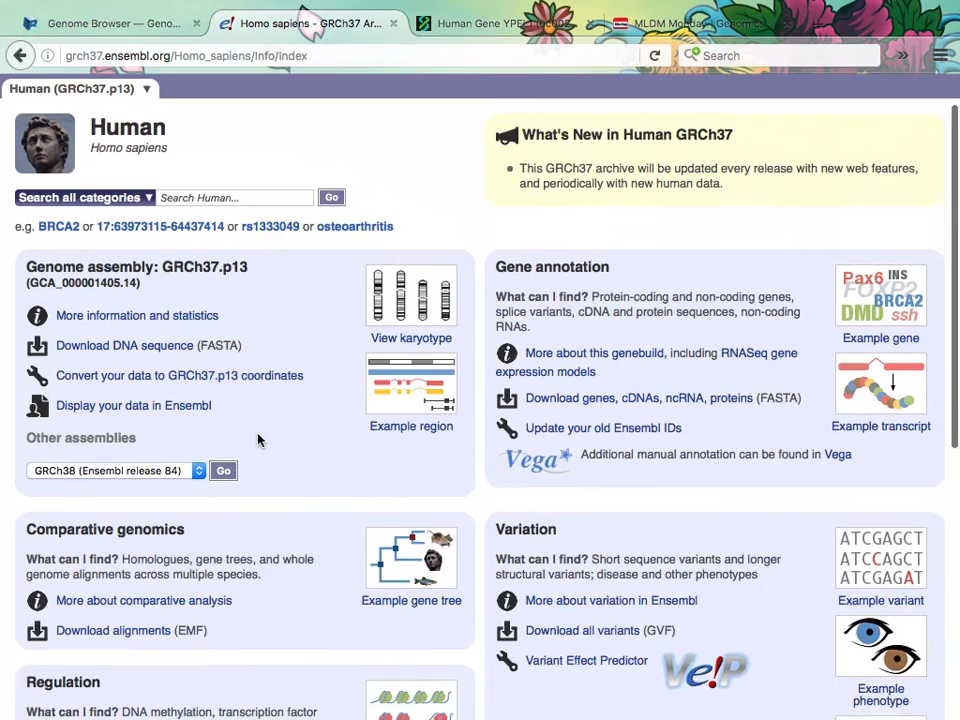 Genome Browser — Geno...
Homo sapiens - GRCh37 Ar...
Human Gene YPEL1 (uc002...
MLDM Monday - Genomics
grch37.ensembl.org/Homo_sapiens/Info/Index
Search
Human (GRCh37.p13) ▼
Human
Homo sapiens
Search all categories ▼
Search Human...
Go
e.g. BRCA2 or 17:63973115-64437414 or rs1333049 or osteoarthritis
What's New in Human GRCh37
This GRCh37 archive will be updated every release with new web features,
and periodically with new human data.
Genome assembly: GRCh37.p13
(GCA_000001405.14)
More information and statistics
Download DNA sequence (FASTA)
Convert your data to GRCh37.p13 coordinates
Display your data in Ensembl
Other assemblies
GRCh38 (Ensembl release 84)
Go
View karyotype
Example region
Gene annotation
What can I find? Protein-coding and non-coding genes,
splice variants, cDNA and protein sequences, non-coding
RNAs.
More about this genebuild, including RNASeq gene
expression models
Download genes, cDNAs, ncRNA, proteins (FASTA)
Update your old Ensembl IDs
Vega
Additional manual annotation can be found in Vega
Pax6 INS
FOXP2
BRCA2
DMD ssh
Example gene
Example transcript
Comparative genomics
What can I find? Homologues, gene trees, and whole
genome alignments across multiple species.
More about comparative analysis
Download alignments (EMF)
Example gene tree
Variation
What can I find? Short sequence variants and longer
structural variants; disease and other phenotypes
More about variation in Ensembl
Download all variants (GVF)
Variant Effect Predictor
Ve!P
ATCGAGCT
ATCCAGCT
ATCGAGAT
Example variant
Example
phenotype
Regulation
What can I find? DNA methylation, transcription factor